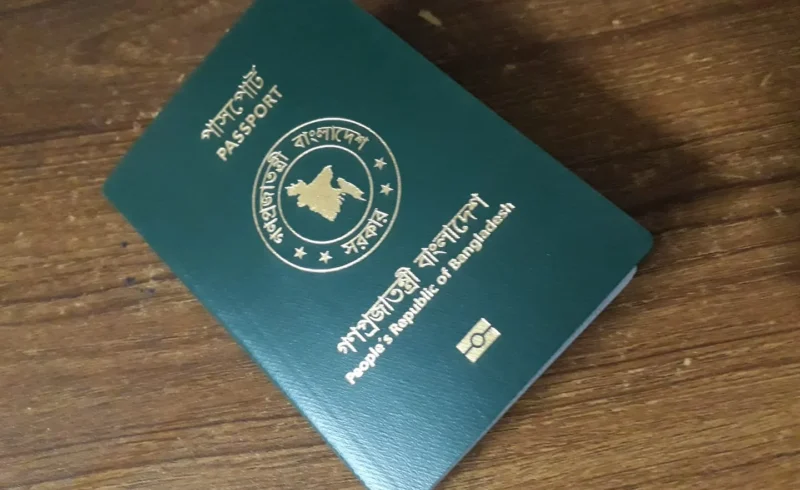 পাসপোর্ট
PASSPORT
গণপ্রজাতন্ত্রী বাংলাদেশ
সরকার
গণপ্রজাতন্ত্রী বাংলাদেশ
People's Republic of Bangladesh